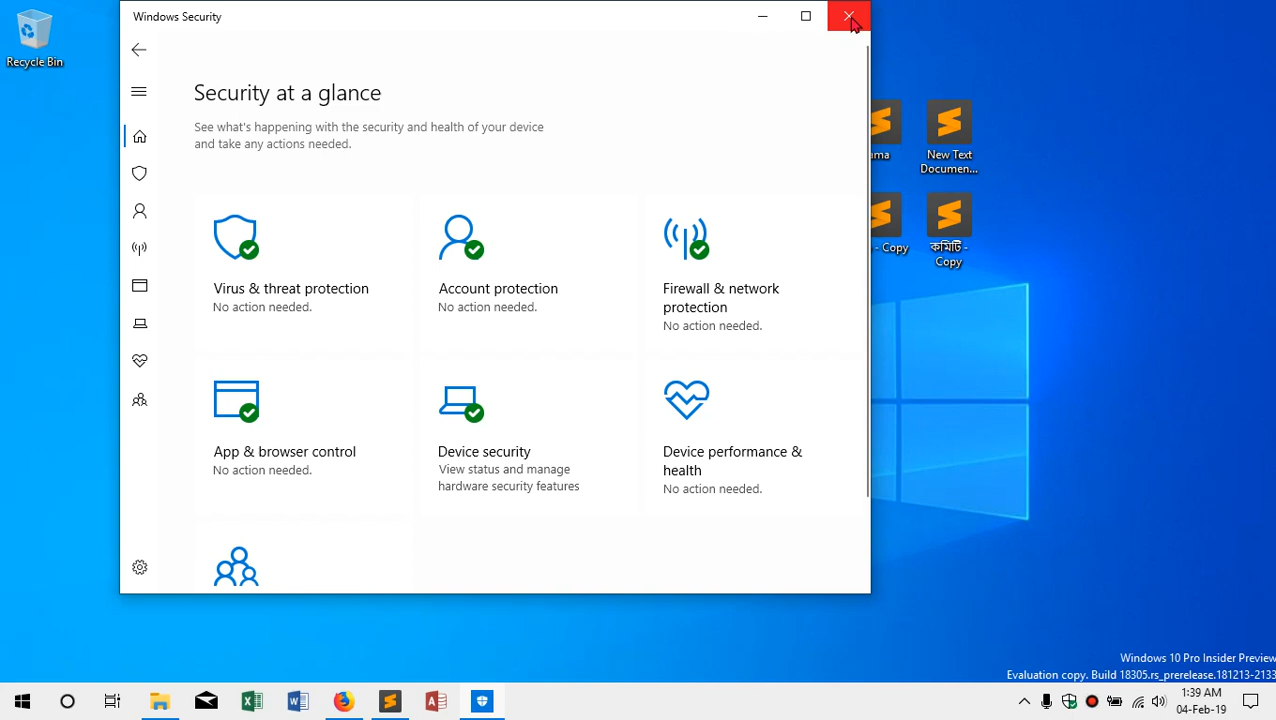 Windows Security
Recycle Bin
Security at a glance
See what's happening with the security and health of your device
and take any actions needed.
Virus & threat protection
No action needed.
Account protection
No action needed.
Firewall & network
protection
No action needed.
App & browser control
No action needed.
Device security
View status and manage
hardware security features
Device performance &
health
No action needed.
ama
New Text
Documen...
- Copy
কমিটি -
Copy
Windows 10 Pro Insider Preview
Evaluation copy. Build 18305.rs_prerelease.181213-2133
1:39 AM
04-Feb-19